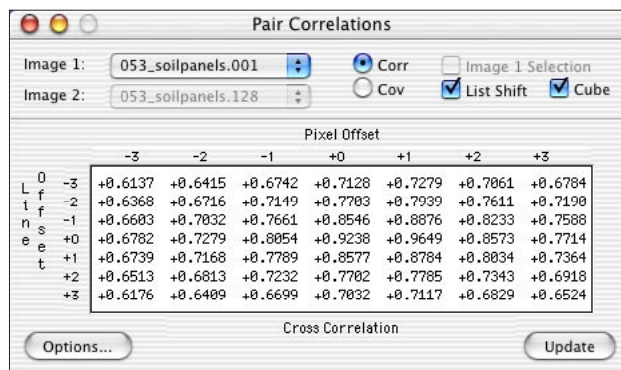 Pair Correlations
Image 1: 053_soilpanels.001 Corr Image 1 Selection
Image 2: 053_soilpanels.128 Cov List Shift Cube
Pixel Offset
-3 -2 -1 +0 +1 +2 +3
Line Offset
-3 +0.6137 +0.6415 +0.6742 +0.7128 +0.7279 +0.7061 +0.6784
-2 +0.6368 +0.6716 +0.7149 +0.7703 +0.7939 +0.7611 +0.7190
-1 +0.6603 +0.7032 +0.7661 +0.8546 +0.8876 +0.8233 +0.7588
+0 +0.6782 +0.7279 +0.8054 +0.9238 +0.9649 +0.8573 +0.7714
+1 +0.6739 +0.7168 +0.7789 +0.8577 +0.8784 +0.8034 +0.7364
+2 +0.6513 +0.6813 +0.7232 +0.7702 +0.7785 +0.7343 +0.6918
+3 +0.6176 +0.6409 +0.6699 +0.7032 +0.7117 +0.6829 +0.6524
Cross Correlation
Options... Update